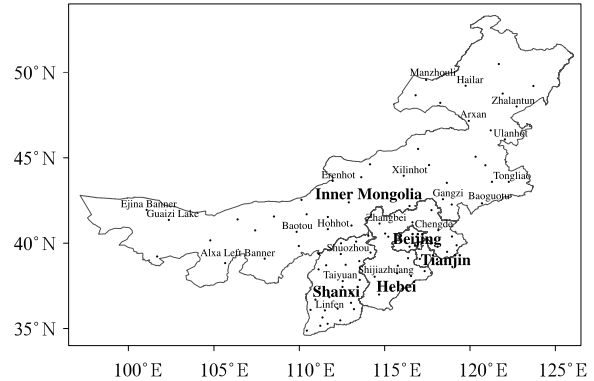 50°N
Manzhouli
Hailar
Zhalantun
Arxan
Ulanhot
45°N
Erenhot
Xilinhot
Tongliao
Inner Mongolia
Gangzi
Baoguotu
Ejina Banner
Guaizi Lake
Baotou
Hohhot
Zhangbei
Chengde
40°N
Beijing
Alxa Left Banner
Shuozhou
Tianjin
Taiyuan
Shijiazhuang
Shanxi
Hebei
Linfen
35°N
100°E
105°E
110°E
115°E
120°E
125°E